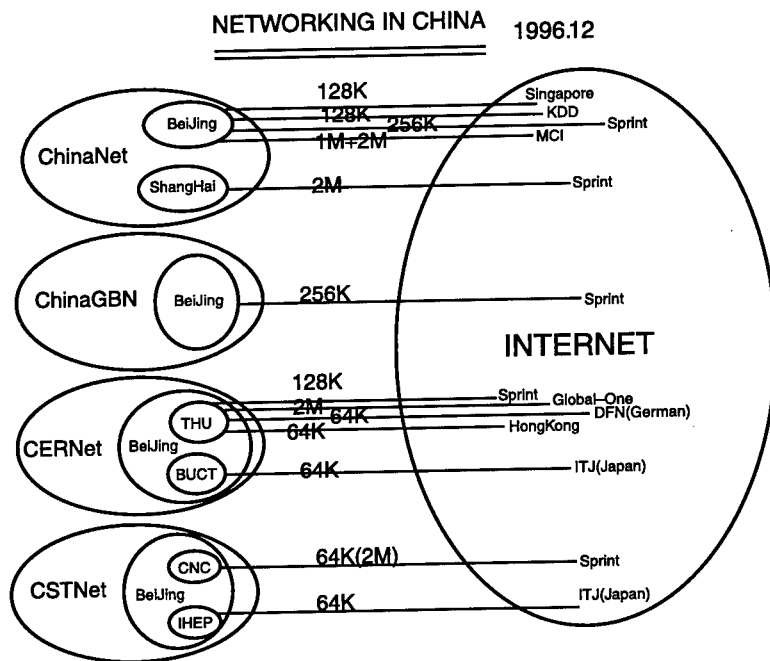 NETWORKING IN CHINA 1996.12
128K
Singapore
128K
KDD
BeiJing
256K
Sprint
1M+2M
MCI
ChinaNet
ShangHai
2M
Sprint
ChinaGBN
BeiJing
256K
Sprint
INTERNET
128K
Sprint
2M
Global-One
THU
64K
DFN(German)
64K
HongKong
CERNet
BeiJing
BUCT
64K
ITJ(Japan)
CNC
64K(2M)
Sprint
CSTNet
BeiJing
64K
ITJ(Japan)
IHEP